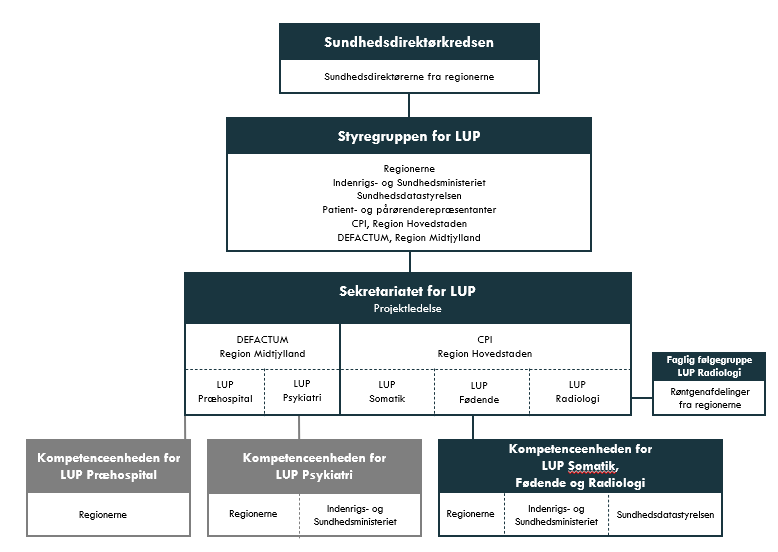 Sundhedsdirektørkredsen
Sundhedsdirektørerne fra regionerne
Styregruppen for LUP
Regionerne
Indenrigs- og Sundhedsministeriet
Sundhedsdatastyrelsen
Patient- og pårørenderepræsentanter
CPI, Region Hovedstaden
DEFACTUM, Region Midtjylland
Sekretariatet for LUP
Projektledelse
DEFACTUM
Region Midtjylland
CPI
Region Hovedstaden
LUP
Præhospital
LUP
Psykiatri
LUP
Somatik
LUP
Fødende
LUP
Radiologi
Faglig følgegruppe
LUP Radiologi
Røntgenafdelinger
fra regionerne
Kompetenceenheden for
LUP Præhospital
Regionerne
Kompetenceenheden for
LUP Psykiatri
Regionerne
Indenrigs- og
Sundhedsministeriet
Kompetenceenheden for
LUP Somatik,
Fødende og Radiologi
Regionerne
Indenrigs- og
Sundhedsministeriet
Sundhedsdatastyrelsen